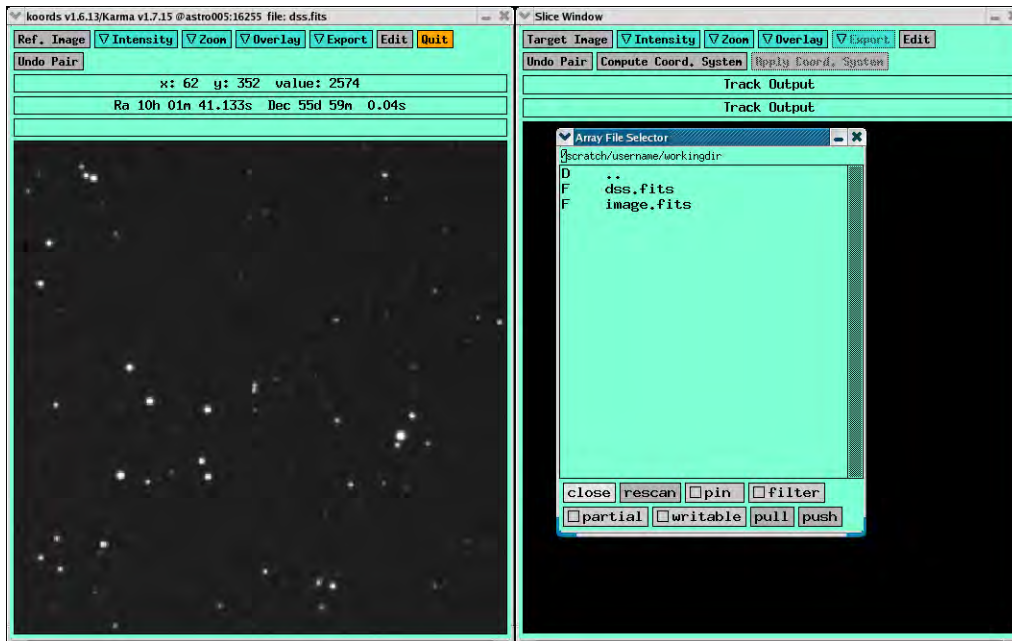 koords v1.6.13/Karma v1.7.15 @astro005:16255 file: dss.fits
Ref. Image Intensity Zoom Overlay Export Edit Quit
Undo Pair
x: 62 y: 352 value: 2574
Ra 10h 01m 41.133s Dec 55d 59m 0.04s
Slice Window
Target Image Intensity Zoom Overlay Export Edit
Undo Pair Compute Coord. System Apply Coord. System
Track Output
Track Output
Array File Selector
/scratch/username/workingdir
D ..
F dss.fits
F image.fits
close rescan pin filter
partial writable pull push